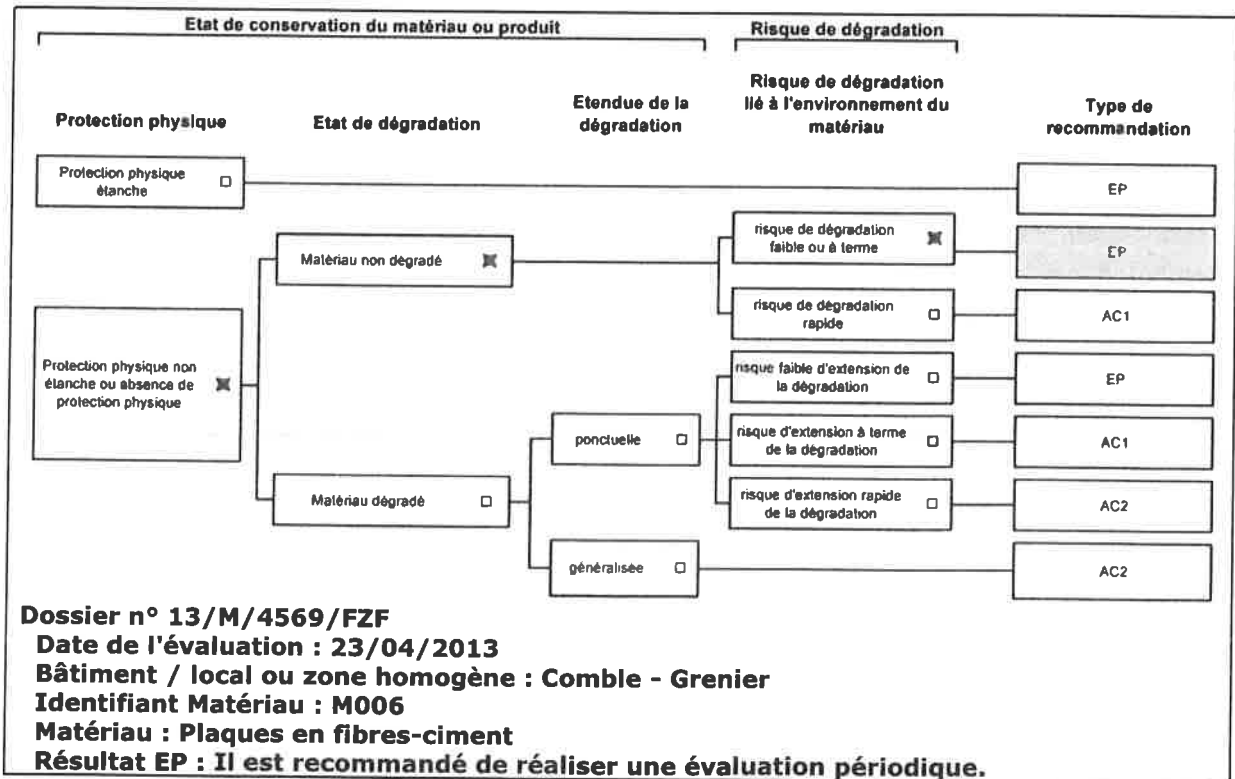 Etat de conservation du matériau ou produit
Risque de dégradation
Protection physique
Etat de dégradation
Etendue de la
dégradation
Risque de dégradation
lié à l'environnement du
matériau
Type de
recommandation
Protection physique
étanche
EP
Matériau non dégradé
risque de dégradation
faible ou à terme
EP
risque de dégradation
rapide
AC1
Protection physique non
étanche ou absence de
protection physique
risque faible d'extension de
la dégradation
EP
ponctuelle
risque d'extension à terme
de la dégradation
AC1
Matériau dégradé
risque d'extension rapide
de la dégradation
AC2
généralisée
AC2
Dossier n° 13/M/4569/FZF
Date de l'évaluation : 23/04/2013
Bâtiment / local ou zone homogène : Comble - Grenier
Identifiant Matériau : M006
Matériau : Plaques en fibres-ciment
Résultat EP : Il est recommandé de réaliser une évaluation périodique.